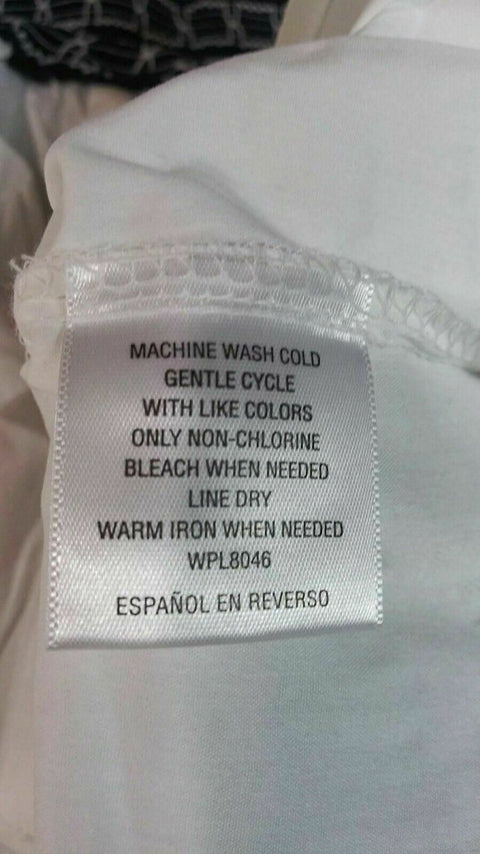 MACHINE WASH COLD
GENTLE CYCLE
WITH LIKE COLORS
ONLY NON-CHLORINE
BLEACH WHEN NEEDED
LINE DRY
WARM IRON WHEN NEEDED
WPL8046
ESPAÑOL EN REVERSO